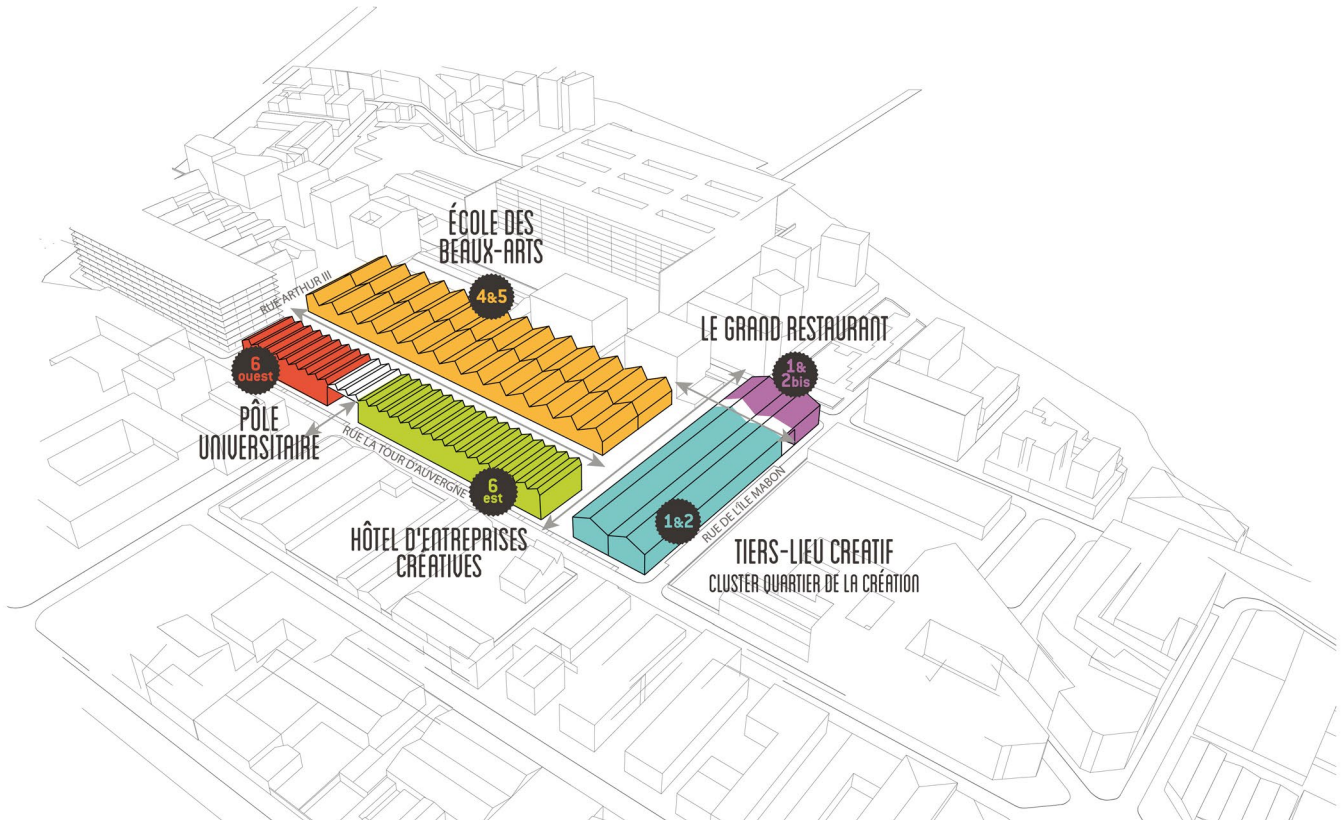 ÉCOLE DES
BEAUX-ARTS
4&5
RUE ARTHUR III
LE GRAND RESTAURANT
1&
2bis
6
ouest
PÔLE
UNIVERSITAIRE
RUE LA TOUR D'AUVERGNE
6
est
HÔTEL D'ENTREPRISES
CRÉATIVES
1&2
RUE DE L'ÎLE MABON
TIERS-LIEU CREATIF
CLUSTER QUARTIER DE LA CRÉATION